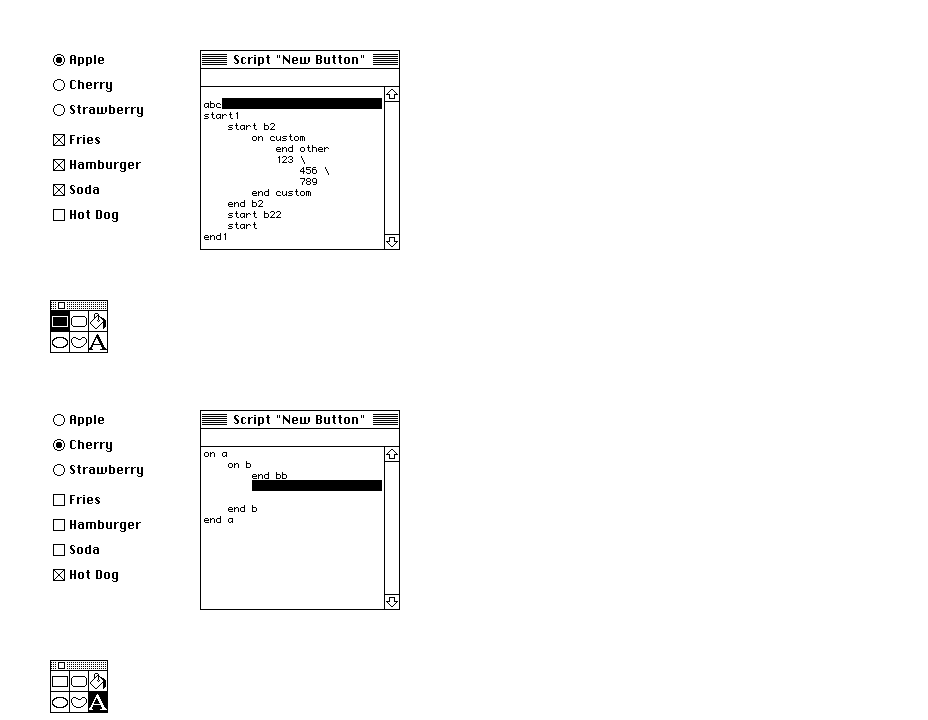 Apple
Cherry
Strawberry
Fries
Hamburger
Soda
Hot Dog
Script "New Button"
abc
start1
start b2
on custom
end other
123 \
456 \
789
end custom
end b2
start b22
start
end1
A
Apple
Cherry
Strawberry
Fries
Hamburger
Soda
Hot Dog
Script "New Button"
on a
on b
end bb
end b
end a
A